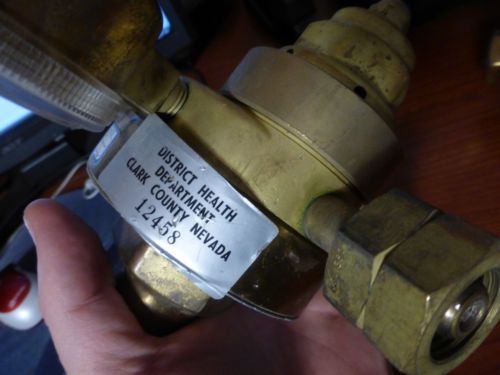 DISTRICT HEALTH
DEPARTMENT
CLARK COUNTY NEVADA
12458